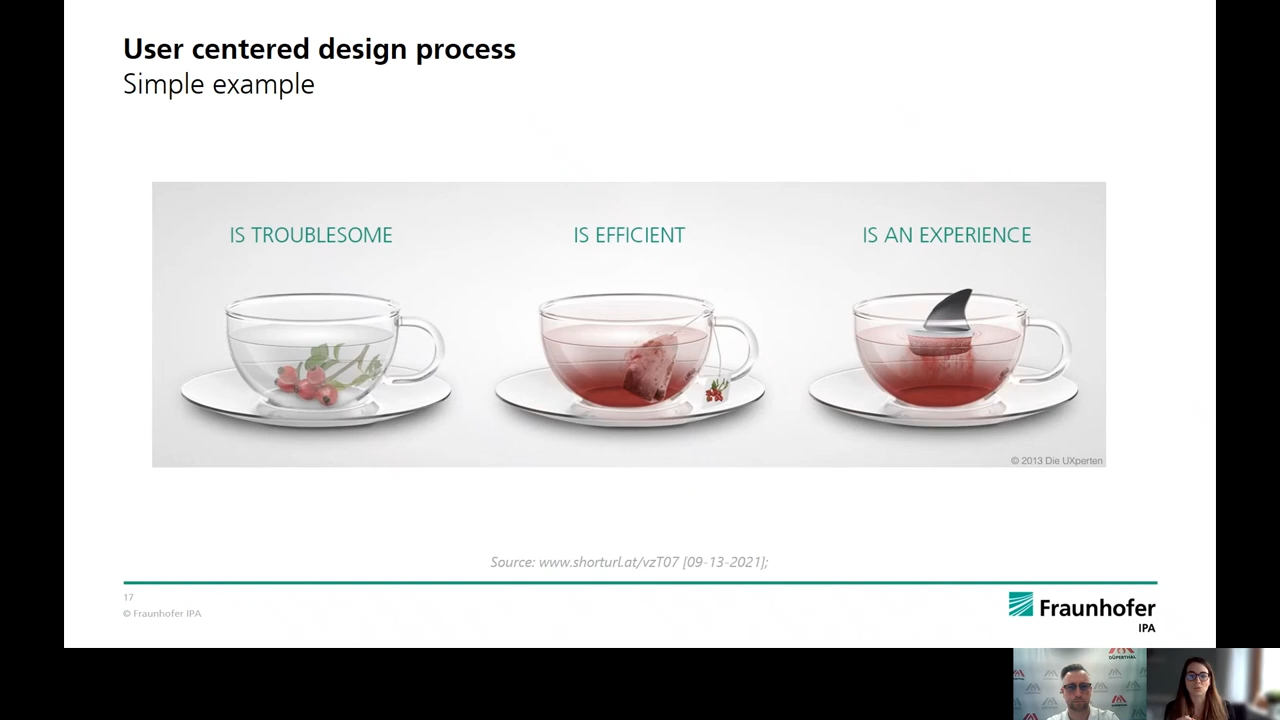 User centered design process
Simple example
IS TROUBLESOME
IS EFFICIENT
IS AN EXPERIENCE
© 2013 Die UXperten
Source: www.shorturl.at/vzT07 [09-13-2021];
17
© Fraunhofer IPA
Fraunhofer
IPA
DÜPERTHAL